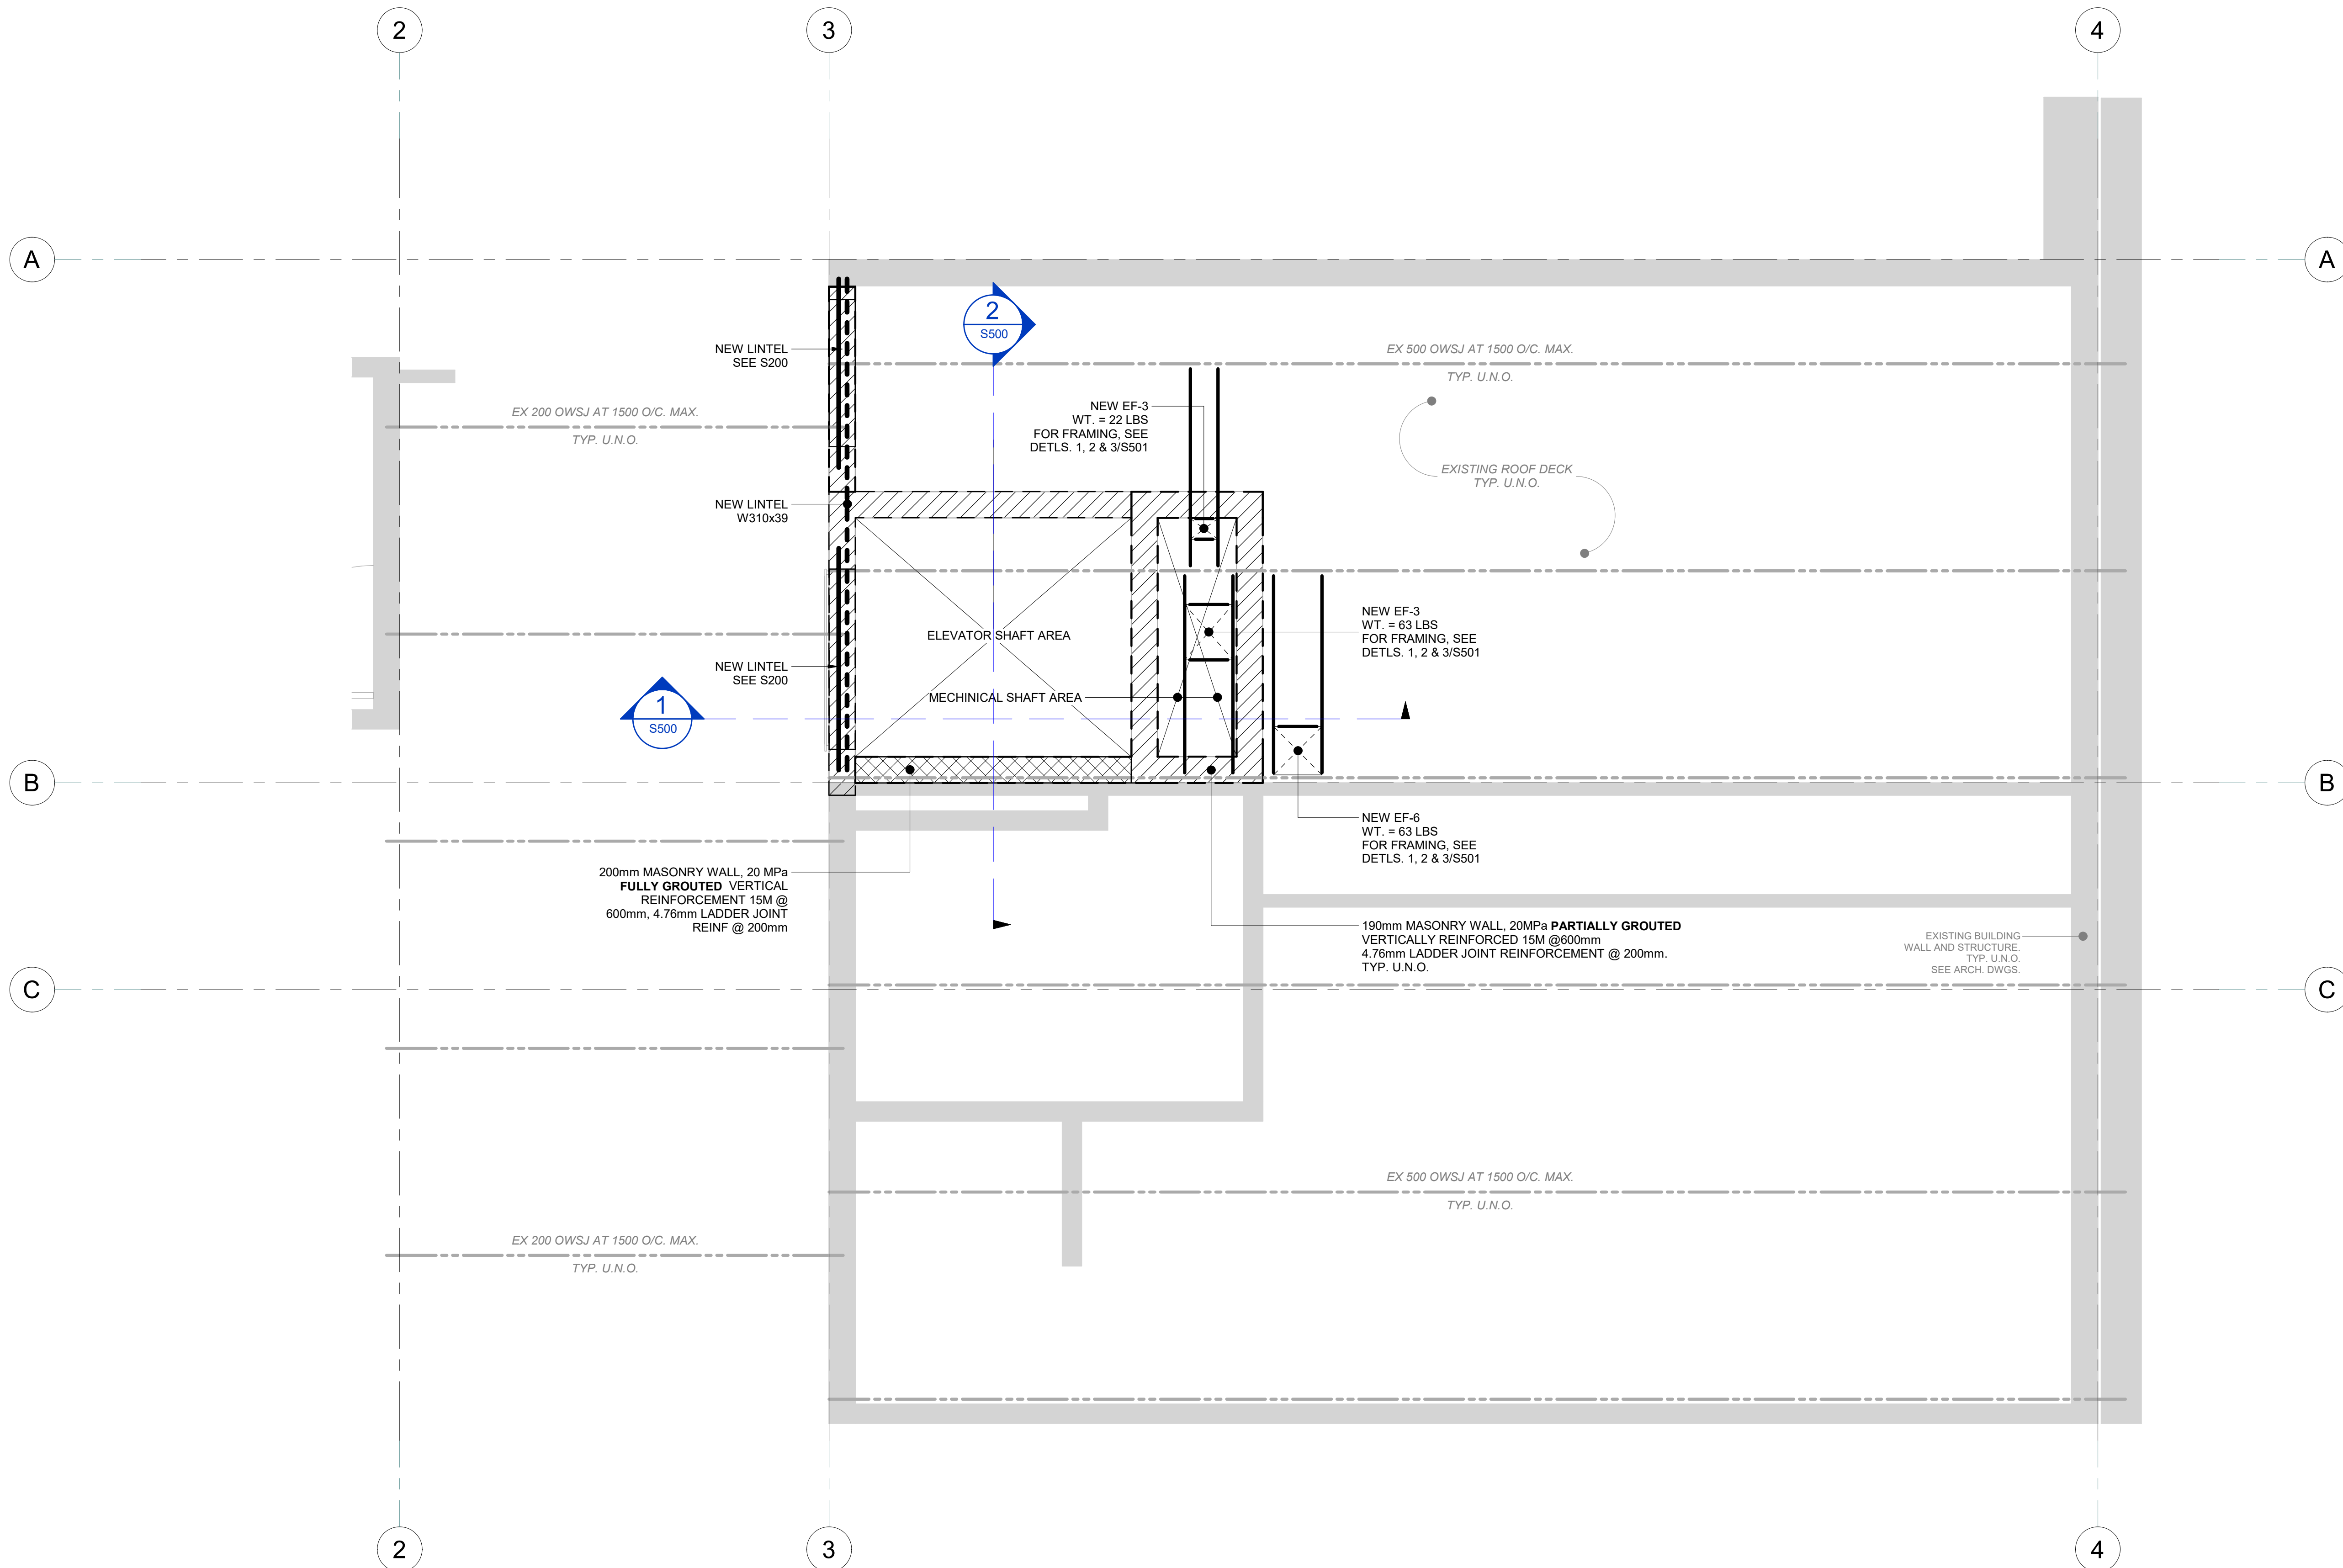 2
3
4
A
A
2
S500
NEW LINTEL
SEE S200
EX 500 OWSJ AT 1500 O/C. MAX.
TYP. U.N.O.
EX 200 OWSJ AT 1500 O/C. MAX.
TYP. U.N.O.
NEW EF-3
WT. = 22 LBS
FOR FRAMING, SEE
DETLS. 1, 2 & 3/S501
EXISTING ROOF DECK
TYP. U.N.O.
NEW LINTEL
W310x39
NEW EF-3
WT. = 63 LBS
FOR FRAMING, SEE
DETLS. 1, 2 & 3/S501
ELEVATOR SHAFT AREA
NEW LINTEL
SEE S200
MECHINICAL SHAFT AREA
1
S500
B
B
NEW EF-6
WT. = 63 LBS
FOR FRAMING, SEE
DETLS. 1, 2 & 3/S501
200mm MASONRY WALL, 20 MPa
FULLY GROUTED VERTICAL
REINFORCEMENT 15M @
600mm, 4.76mm LADDER JOINT
REINF @ 200mm
190mm MASONRY WALL, 20MPa PARTIALLY GROUTED
VERTICALLY REINFORCED 15M @600mm
4.76mm LADDER JOINT REINFORCEMENT @ 200mm.
TYP. U.N.O.
EXISTING BUILDING
WALL AND STRUCTURE.
TYP. U.N.O.
SEE ARCH. DWGS.
C
C
EX 500 OWSJ AT 1500 O/C. MAX.
TYP. U.N.O.
EX 200 OWSJ AT 1500 O/C. MAX.
TYP. U.N.O.
2
3
4